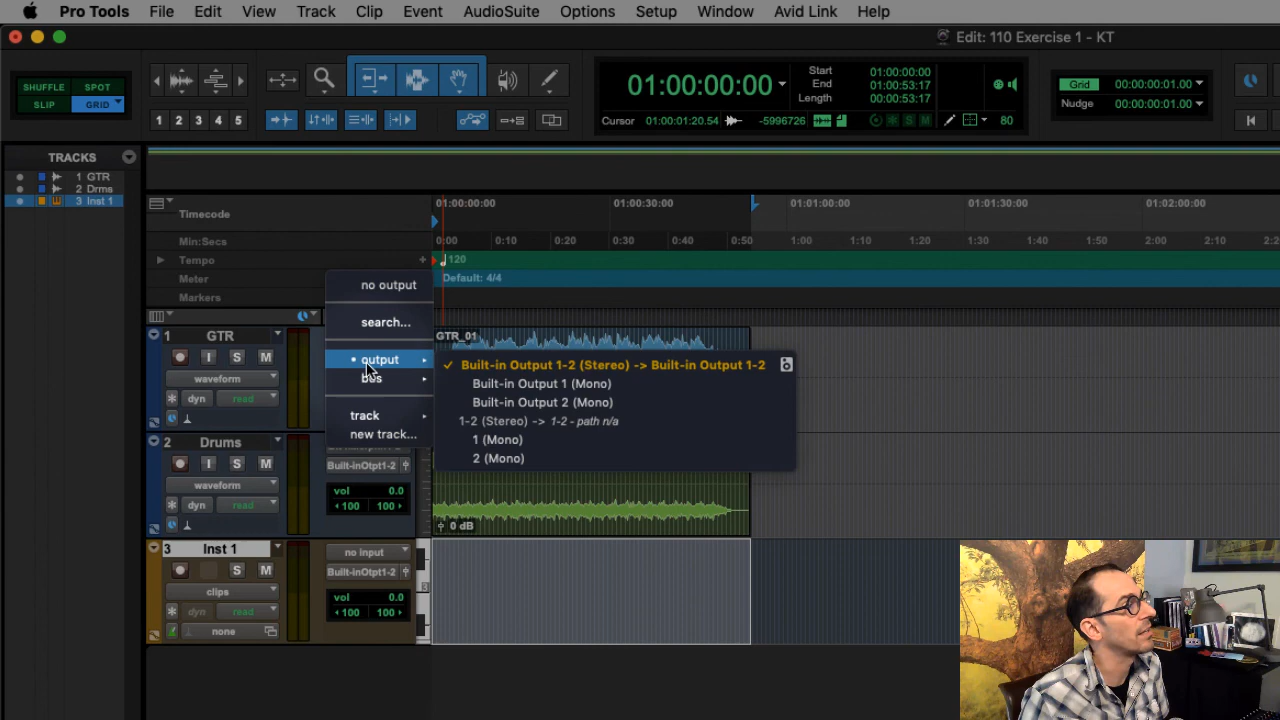 Pro Tools File Edit View Track Clip Event AudioSuite Options Setup Window Avid Link Help
Edit: 110 Exercise 1 - KT
SHUFFLE SPOT
SLIP GRID
1 2 3 4 5
01:00:00:00
Start 01:00:00:00
End 01:00:53:17
Length 00:00:53:17
Cursor 01:00:01:20.54 -5996726
80
Grid 00:00:00:01.00
Nudge 00:00:00:01.00
TRACKS
1 GTR
2 Drms
3 Inst 1
Timecode
01:00:00:00 01:00:30:00 01:01:00:00 01:01:30:00 01:02:00:00
Min:Secs
0:00 0:10 0:20 0:30 0:40 0:50 1:00 1:10 1:20 1:30 1:40 1:50 2:00 2:10
Tempo
120
Meter
Default: 4/4
Markers
no output
search...
output
bus
track
new track...
Built-in Output 1-2 (Stereo) -> Built-in Output 1-2
Built-in Output 1 (Mono)
Built-in Output 2 (Mono)
1-2 (Stereo) -> 1-2 - path n/a
1 (Mono)
2 (Mono)
1 GTR
I S M
waveform
dyn read
GTR_01
2 Drums
I S M
waveform
dyn read
Built-inOtpt1-2
vol 0.0
100 100
0 dB
3 Inst 1
S M
clips
dyn read
none
no input
Built-inOtpt1-2
vol 0.0
100 100